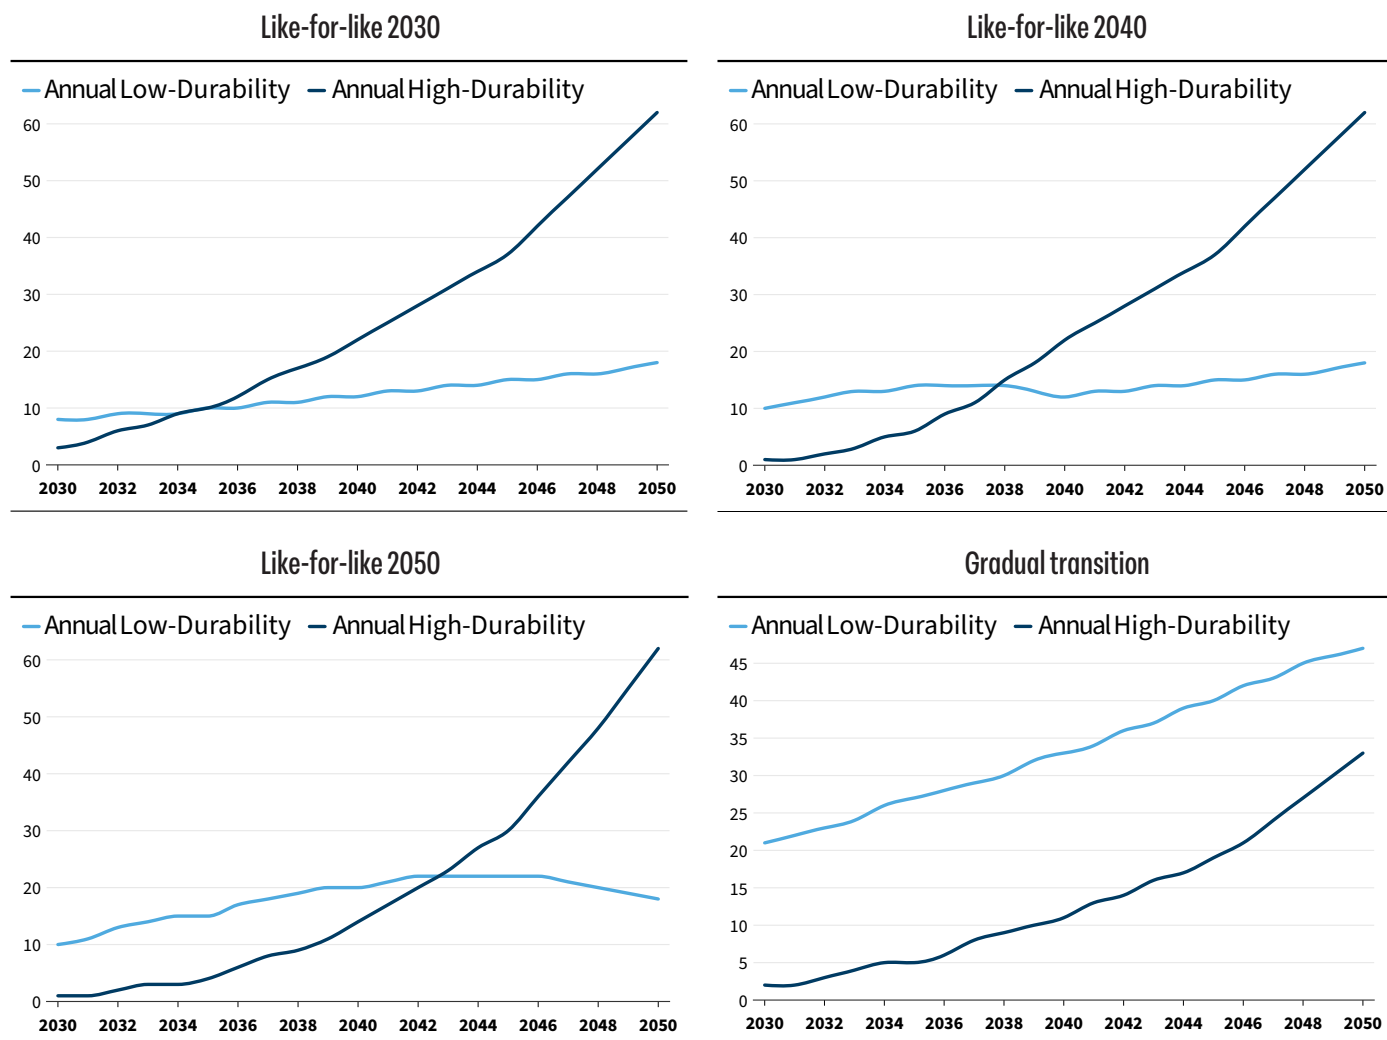 Like-for-like 2030
Annual Low-Durability Annual High-Durability
60
50
40
30
20
10
0
2030 2032 2034 2036 2038 2040 2042 2044 2046 2048 2050
Like-for-like 2040
Annual Low-Durability Annual High-Durability
60
50
40
30
20
10
0
2030 2032 2034 2036 2038 2040 2042 2044 2046 2048 2050
Like-for-like 2050
Annual Low-Durability Annual High-Durability
60
50
40
30
20
10
0
2030 2032 2034 2036 2038 2040 2042 2044 2046 2048 2050
Gradual transition
Annual Low-Durability Annual High-Durability
45
40
35
30
25
20
15
10
5
0
2030 2032 2034 2036 2038 2040 2042 2044 2046 2048 2050